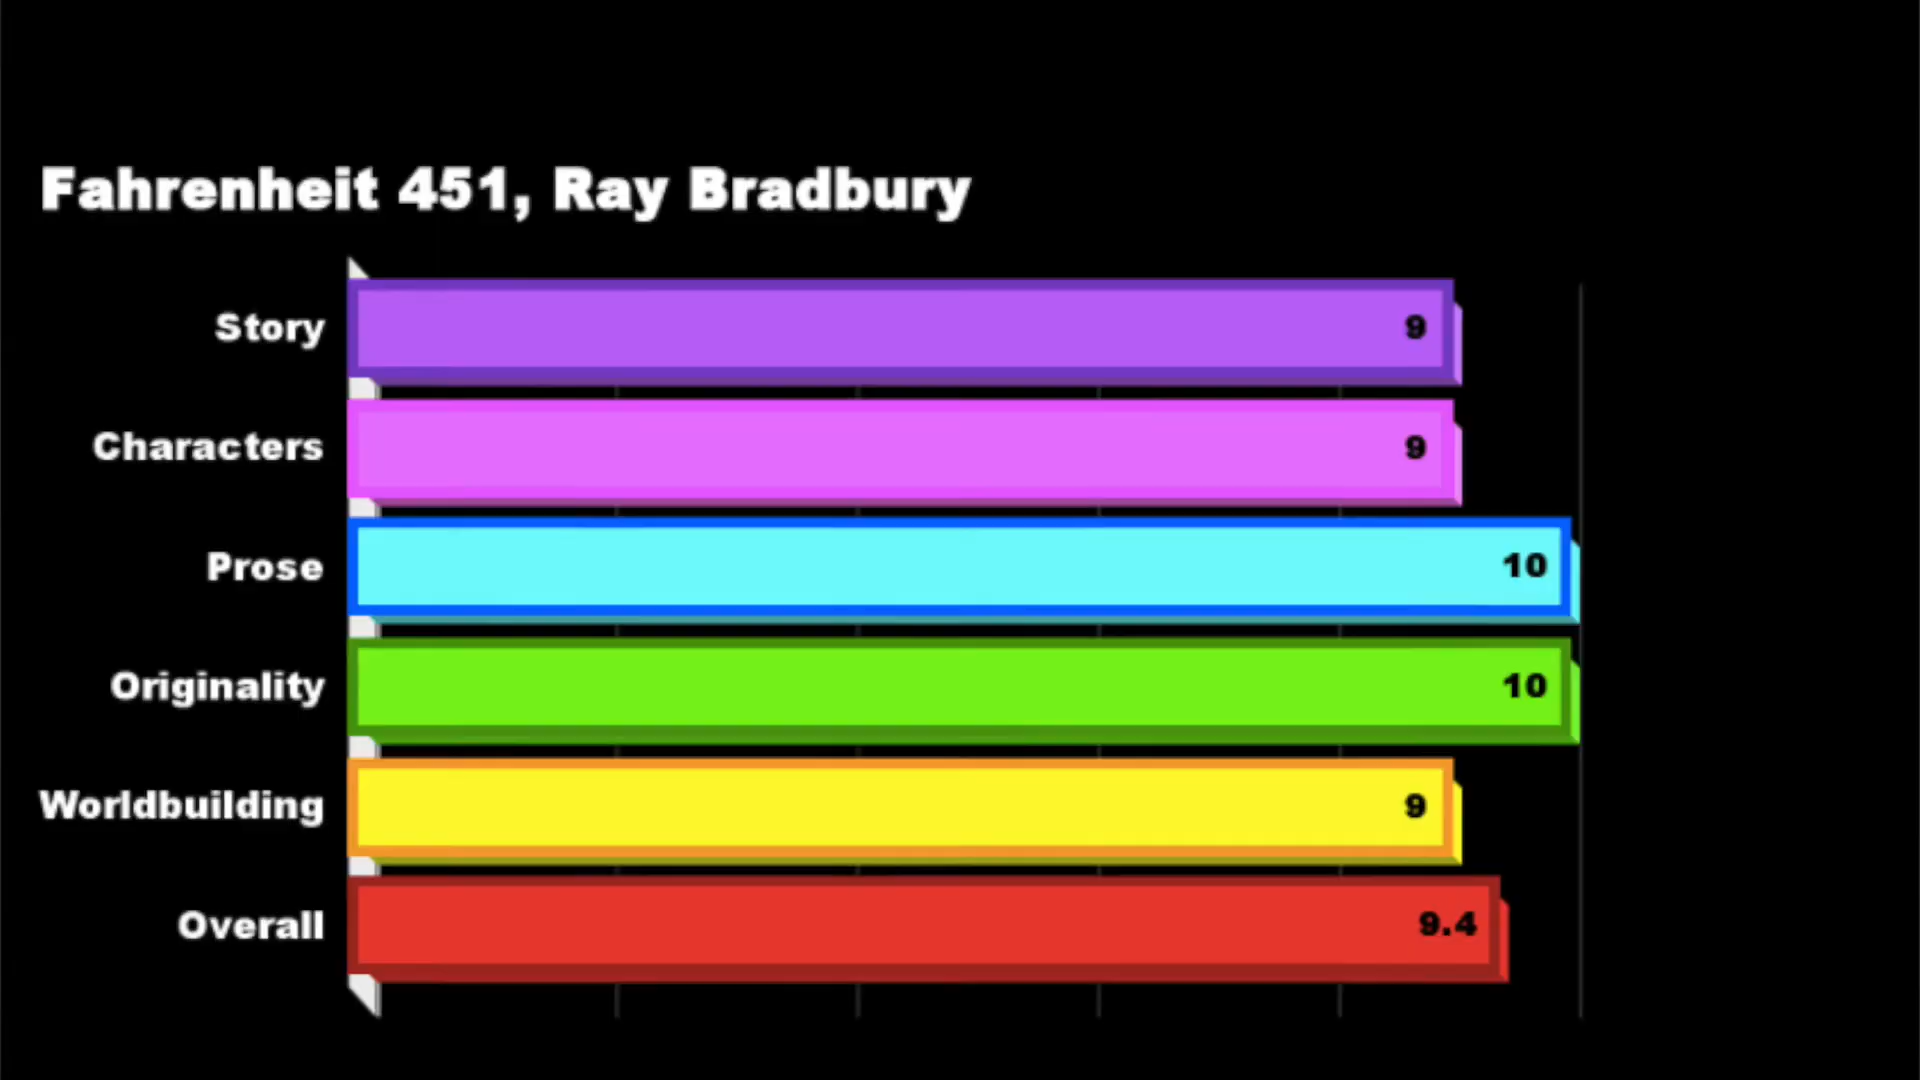 Fahrenheit 451, Ray Bradbury
Story 9
Characters 9
Prose 10
Originality 10
Worldbuilding 9
Overall 9.4